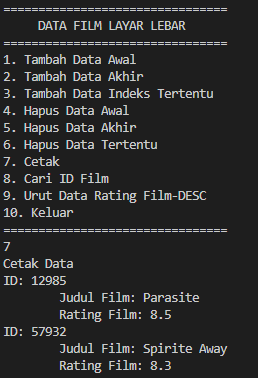 ================================
DATA FILM LAYAR LEBAR
================================
1. Tambah Data Awal
2. Tambah Data Akhir
3. Tambah Data Indeks Tertentu
4. Hapus Data Awal
5. Hapus Data Akhir
6. Hapus Data Tertentu
7. Cetak
8. Cari ID Film
9. Urut Data Rating Film-DESC
10. Keluar
================================
7
Cetak Data
ID: 12985
Judul Film: Parasite
Rating Film: 8.5
ID: 57932
Judul Film: Spirite Away
Rating Film: 8.3